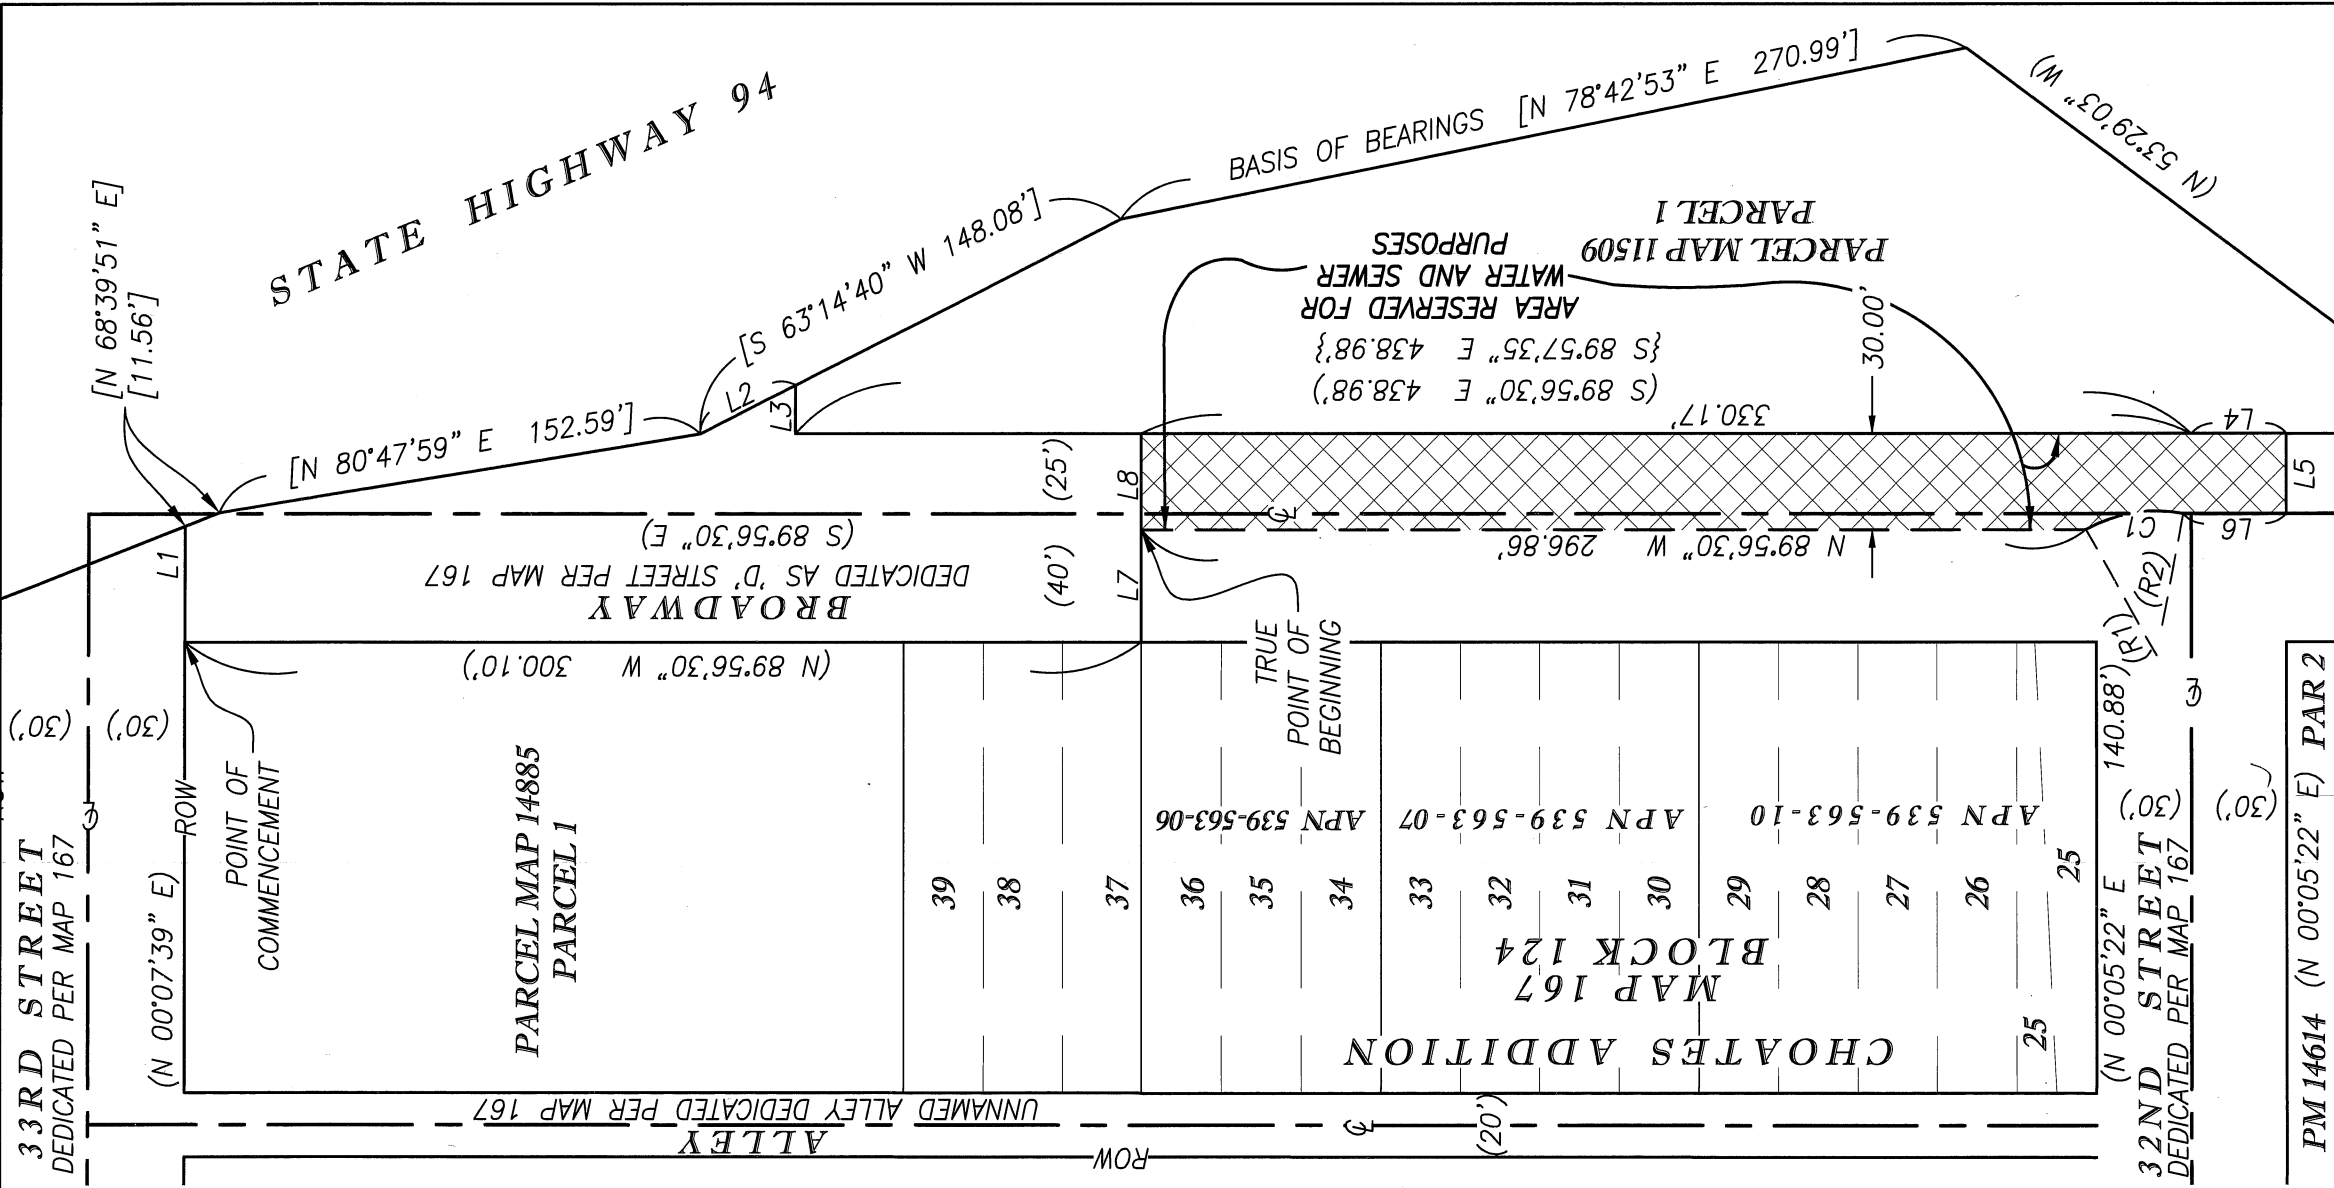 STATE HIGHWAY 94
[N 68°39'51" E]
[11.56']
[N 80°47'59" E 152.59']
L2
L3
[S 63°14'40" W 148.08']
BASIS OF BEARINGS [N 78°42'53" E 270.99']
(N 53°29'03" W)
PARCEL MAP 11509
PARCEL 1
AREA RESERVED FOR
WATER AND SEWER
PURPOSES
{S 89°57'35" E 438.98'}
(S 89°56'30" E 438.98')
330.17'
30.00'
L4
L5
L6
C1
(R1)
(R2)
L1
(25')
L8
℄
(S 89°56'30" E)
BROADWAY
DEDICATED AS 'D' STREET PER MAP 167
(40')
L7
N 89°56'30" W 296.86'
(N 89°56'30" W 300.10')
TRUE
POINT OF
BEGINNING
POINT OF
COMMENCEMENT
33RD STREET
DEDICATED PER MAP 167
(30')
(30')
℄
ROW
(N 00°07'39" E)
PARCEL MAP 14885
PARCEL 1
39
38
37
36
35
34
33
32
31
30
29
28
27
26
25
25
APN 539-563-06
APN 539-563-07
APN 539-563-10
CHOATES ADDITION
MAP 167
BLOCK 124
(N 00°05'22" E 140.88')
32ND STREET
DEDICATED PER MAP 167
(30')
(30')
℄
PM 14614 (N 00°05'22" E) PAR 2
ALLEY
UNNAMED ALLEY DEDICATED PER MAP 167
℄
(20')
ROW